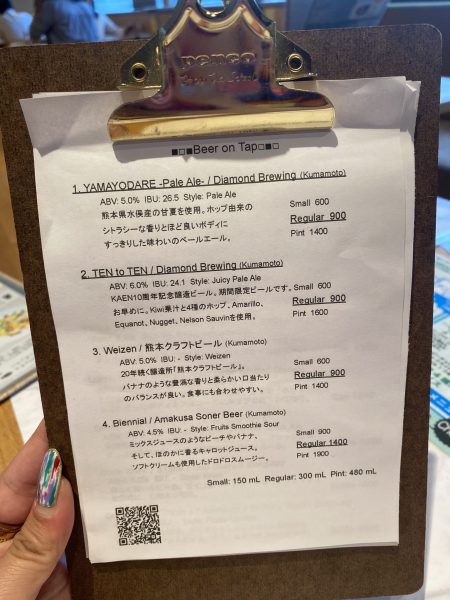 penco
■□■Beer on Tap□■□
1. YAMAYODARE -Pale Ale- / Diamond Brewing (Kumamoto)
ABV: 5.0% IBU: 26.5 Style: Pale Ale
熊本県水俣産の甘夏を使用。ホップ由来の
シトラシーな香りとほど良いボディに
すっきりした味わいのペールエール。
Small 600
Regular 900
Pint 1400
2. TEN to TEN / Diamond Brewing (Kumamoto)
ABV: 6.0% IBU: 24.1 Style: Juicy Pale Ale
KAEN10周年記念醸造ビール。期間限定ビールです。
お早めに。Kiwi果汁と4種のホップ、Amarillo、
Equanot、Nugget、Nelson Sauvinを使用。
Small 600
Regular 900
Pint 1600
3. Weizen / 熊本クラフトビール (Kumamoto)
ABV: 5.0% IBU: - Style: Weizen
20年続く醸造所「熊本クラフトビール」。
バナナのような豊潤な香りと柔らかい口当たり
のバランスが良い。食事にも合わせやすい。
Small 600
Regular 900
Pint 1400
4. Biennial / Amakusa Soner Beer (Kumamoto)
ABV: 4.5% IBU: - Style: Fruits Smoothie Sour
ミックスジュースのようなピーチやバナナ、
そして、ほのかに香るキャロットジュース。
ソフトクリームも使用したドロドロスムージー。
Small 900
Regular 1400
Pint 1900
Small: 150 mL Regular: 300 mL Pint: 480 mL